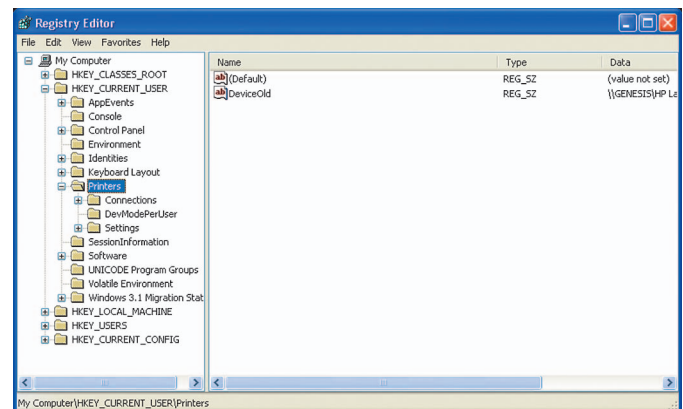 Registry Editor
File Edit View Favorites Help
My Computer
HKEY_CLASSES_ROOT
HKEY_CURRENT_USER
AppEvents
Console
Control Panel
Environment
Identities
Keyboard Layout
Printers
Connections
DevModePerUser
Settings
SessionInformation
Software
UNICODE Program Groups
Volatile Environment
Windows 3.1 Migration Stat
HKEY_LOCAL_MACHINE
HKEY_USERS
HKEY_CURRENT_CONFIG
Name Type Data
ab (Default) REG_SZ (value not set)
ab DeviceOld REG_SZ \\GENESIS\HP La
My Computer\HKEY_CURRENT_USER\Printers